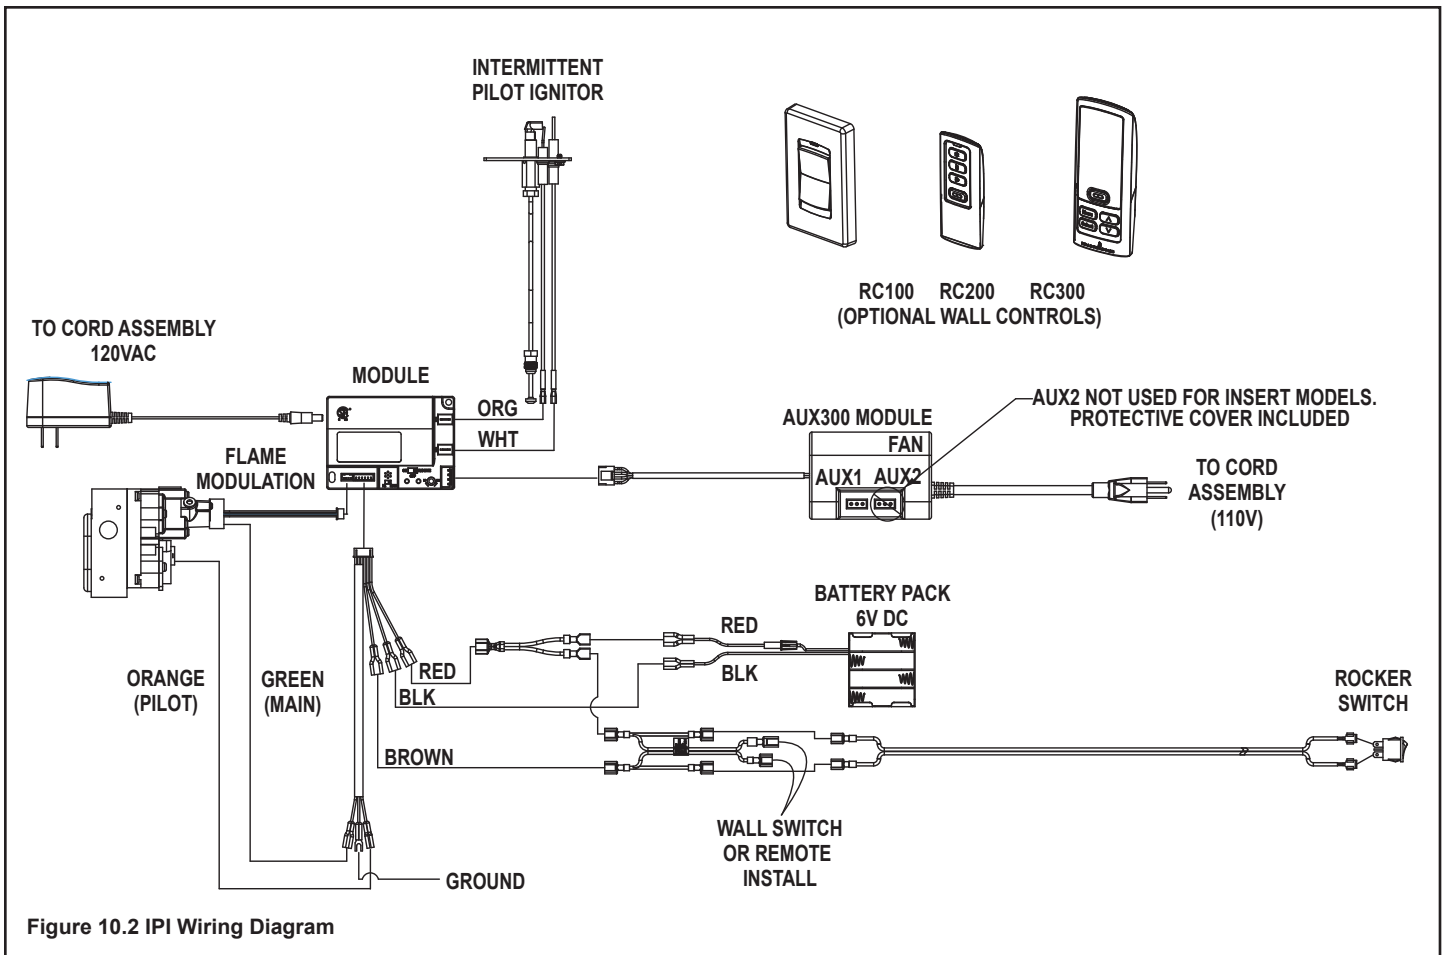 INTERMITTENT
PILOT IGNITOR
RC100 RC200 RC300
(OPTIONAL WALL CONTROLS)
TO CORD ASSEMBLY
120VAC
MODULE
ORG
WHT
FLAME
MODULATION
AUX300 MODULE
FAN
AUX1 AUX2
AUX2 NOT USED FOR INSERT MODELS.
PROTECTIVE COVER INCLUDED
TO CORD
ASSEMBLY
(110V)
BATTERY PACK
6V DC
RED
BLK
RED
BLK
BROWN
ORANGE
(PILOT)
GREEN
(MAIN)
ROCKER
SWITCH
WALL SWITCH
OR REMOTE
INSTALL
GROUND
Figure 10.2 IPI Wiring Diagram